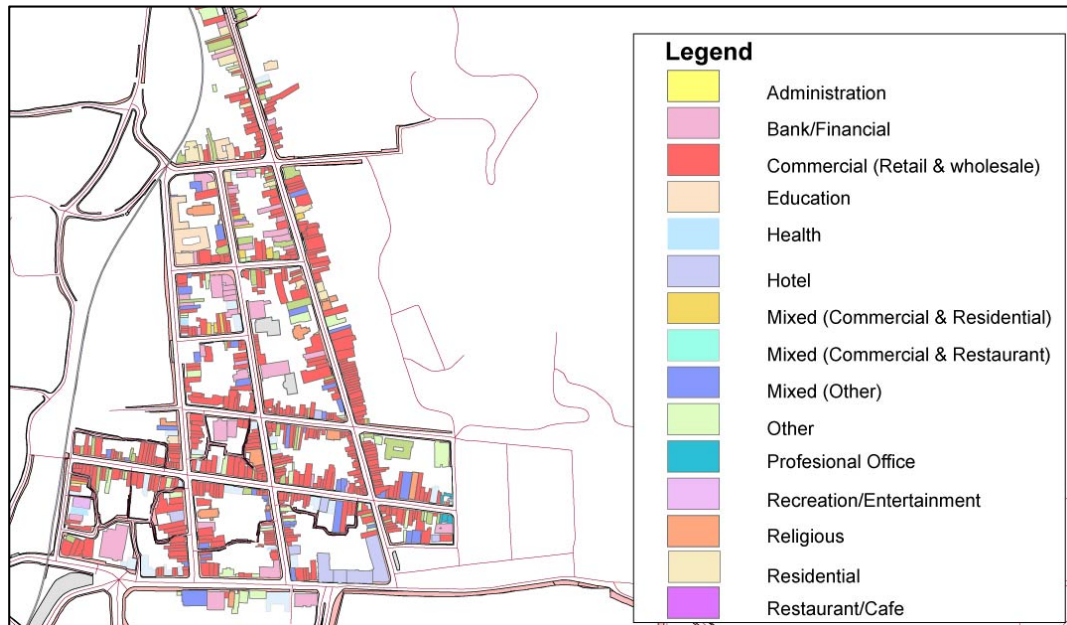 Legend
Administration
Bank/Financial
Commercial (Retail & wholesale)
Education
Health
Hotel
Mixed (Commercial & Residential)
Mixed (Commercial & Restaurant)
Mixed (Other)
Other
Profesional Office
Recreation/Entertainment
Religious
Residential
Restaurant/Cafe